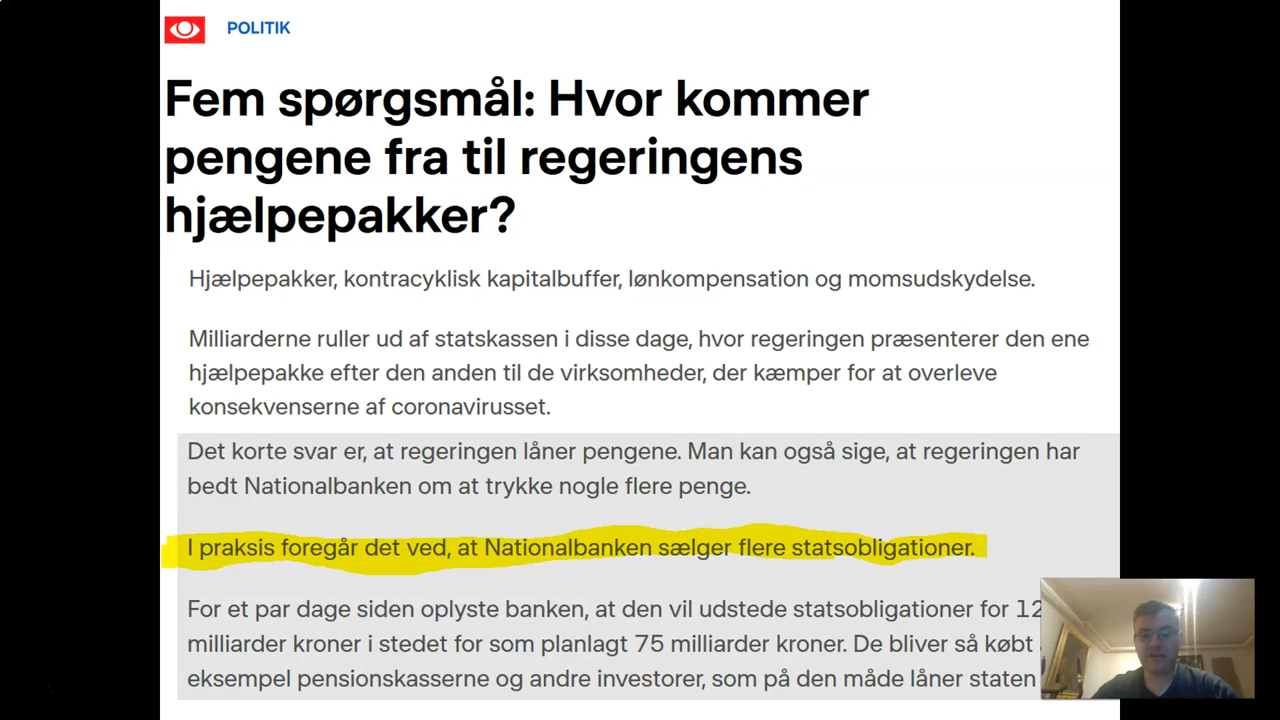 POLITIK
Fem spørgsmål: Hvor kommer
pengene fra til regeringens
hjælpepakker?
Hjælpepakker, kontracyklisk kapitalbuffer, lønkompensation og momsudskydelse.
Milliarderne ruller ud af statskassen i disse dage, hvor regeringen præsenterer den ene
hjælpepakke efter den anden til de virksomheder, der kæmper for at overleve
konsekvenserne af coronavirusset.
Det korte svar er, at regeringen låner pengene. Man kan også sige, at regeringen har
bedt Nationalbanken om at trykke nogle flere penge.
I praksis foregår det ved, at Nationalbanken sælger flere statsobligationer.
For et par dage siden oplyste banken, at den vil udstede statsobligationer for
milliarder kroner i stedet for som planlagt 75 milliarder kroner. De bliver så købt
eksempel pensionskasserne og andre investorer, som på den måde låner staten